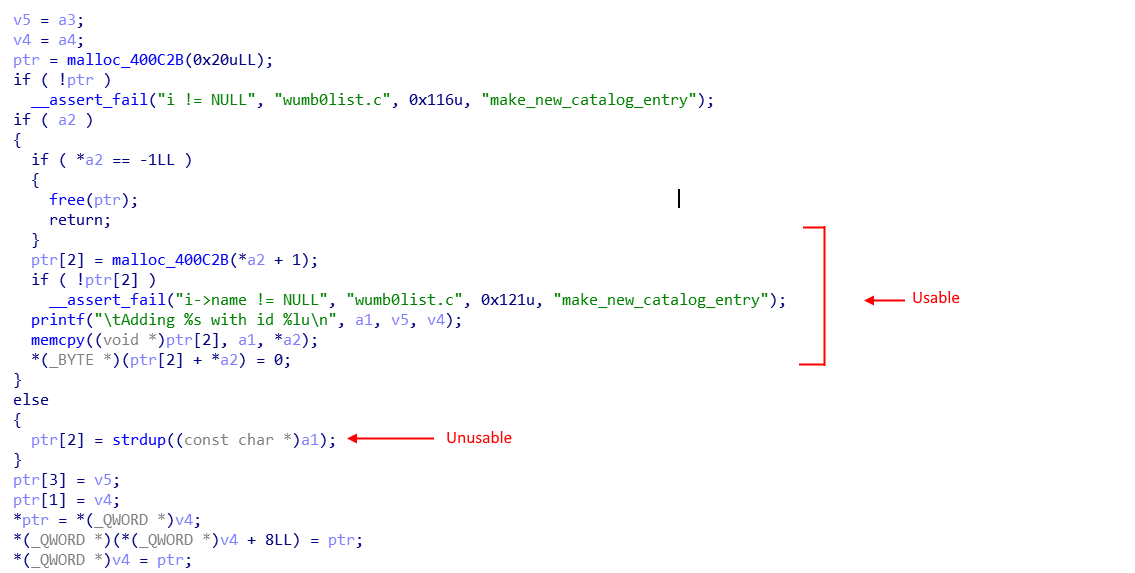 v5 = a3;
v4 = a4;
ptr = malloc_400C2B(0x20uLL);
if ( !ptr )
__assert_fail("i != NULL", "wumb0list.c", 0x116u, "make_new_catalog_entry");
if ( a2 )
{
if ( *a2 == -1LL )
{
free(ptr);
return;
}
ptr[2] = malloc_400C2B(*a2 + 1);
if ( !ptr[2] )
__assert_fail("i->name != NULL", "wumb0list.c", 0x121u, "make_new_catalog_entry");
Usable
printf("\tAdding %s with id %lu\n", a1, v5, v4);
memcpy((void *)ptr[2], a1, *a2);
*(_BYTE *)(ptr[2] + *a2) = 0;
}
else
{
ptr[2] = strdup((const char *)a1);
Unusable
}
ptr[3] = v5;
ptr[1] = v4;
*ptr = *(_QWORD *)v4;
*(_QWORD *)(*(_QWORD *)v4 + 8LL) = ptr;
*(_QWORD *)v4 = ptr;